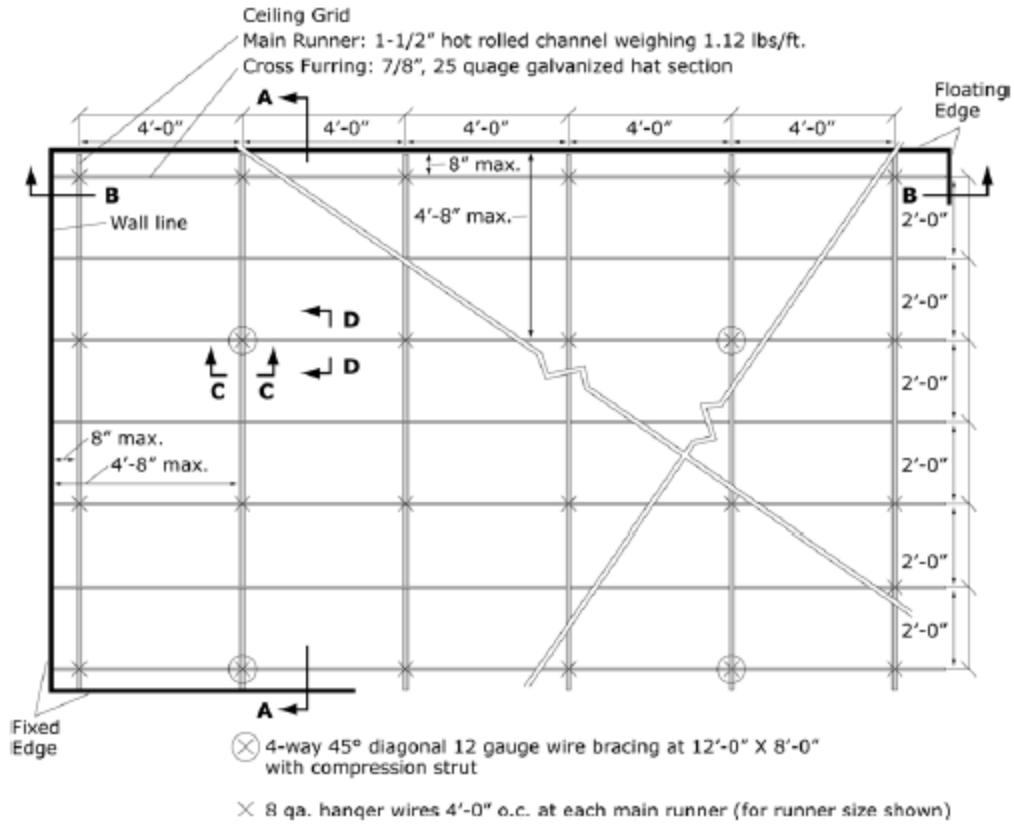 Ceiling Grid
Main Runner: 1-1/2" hot rolled channel weighing 1.12 lbs/ft.
Cross Furring: 7/8", 25 quage galvanized hat section
Floating
Edge
A
4'-0" 4'-0" 4'-0" 4'-0" 4'-0"
8" max.
B B
4'-8" max.
2'-0"
Wall line
2'-0"
D
D
2'-0"
C C
8" max.
4'-8" max.
2'-0"
2'-0"
2'-0"
A
Fixed
Edge
4-way 45° diagonal 12 gauge wire bracing at 12'-0" X 8'-0"
with compression strut
8 ga. hanger wires 4'-0" o.c. at each main runner (for runner size shown)